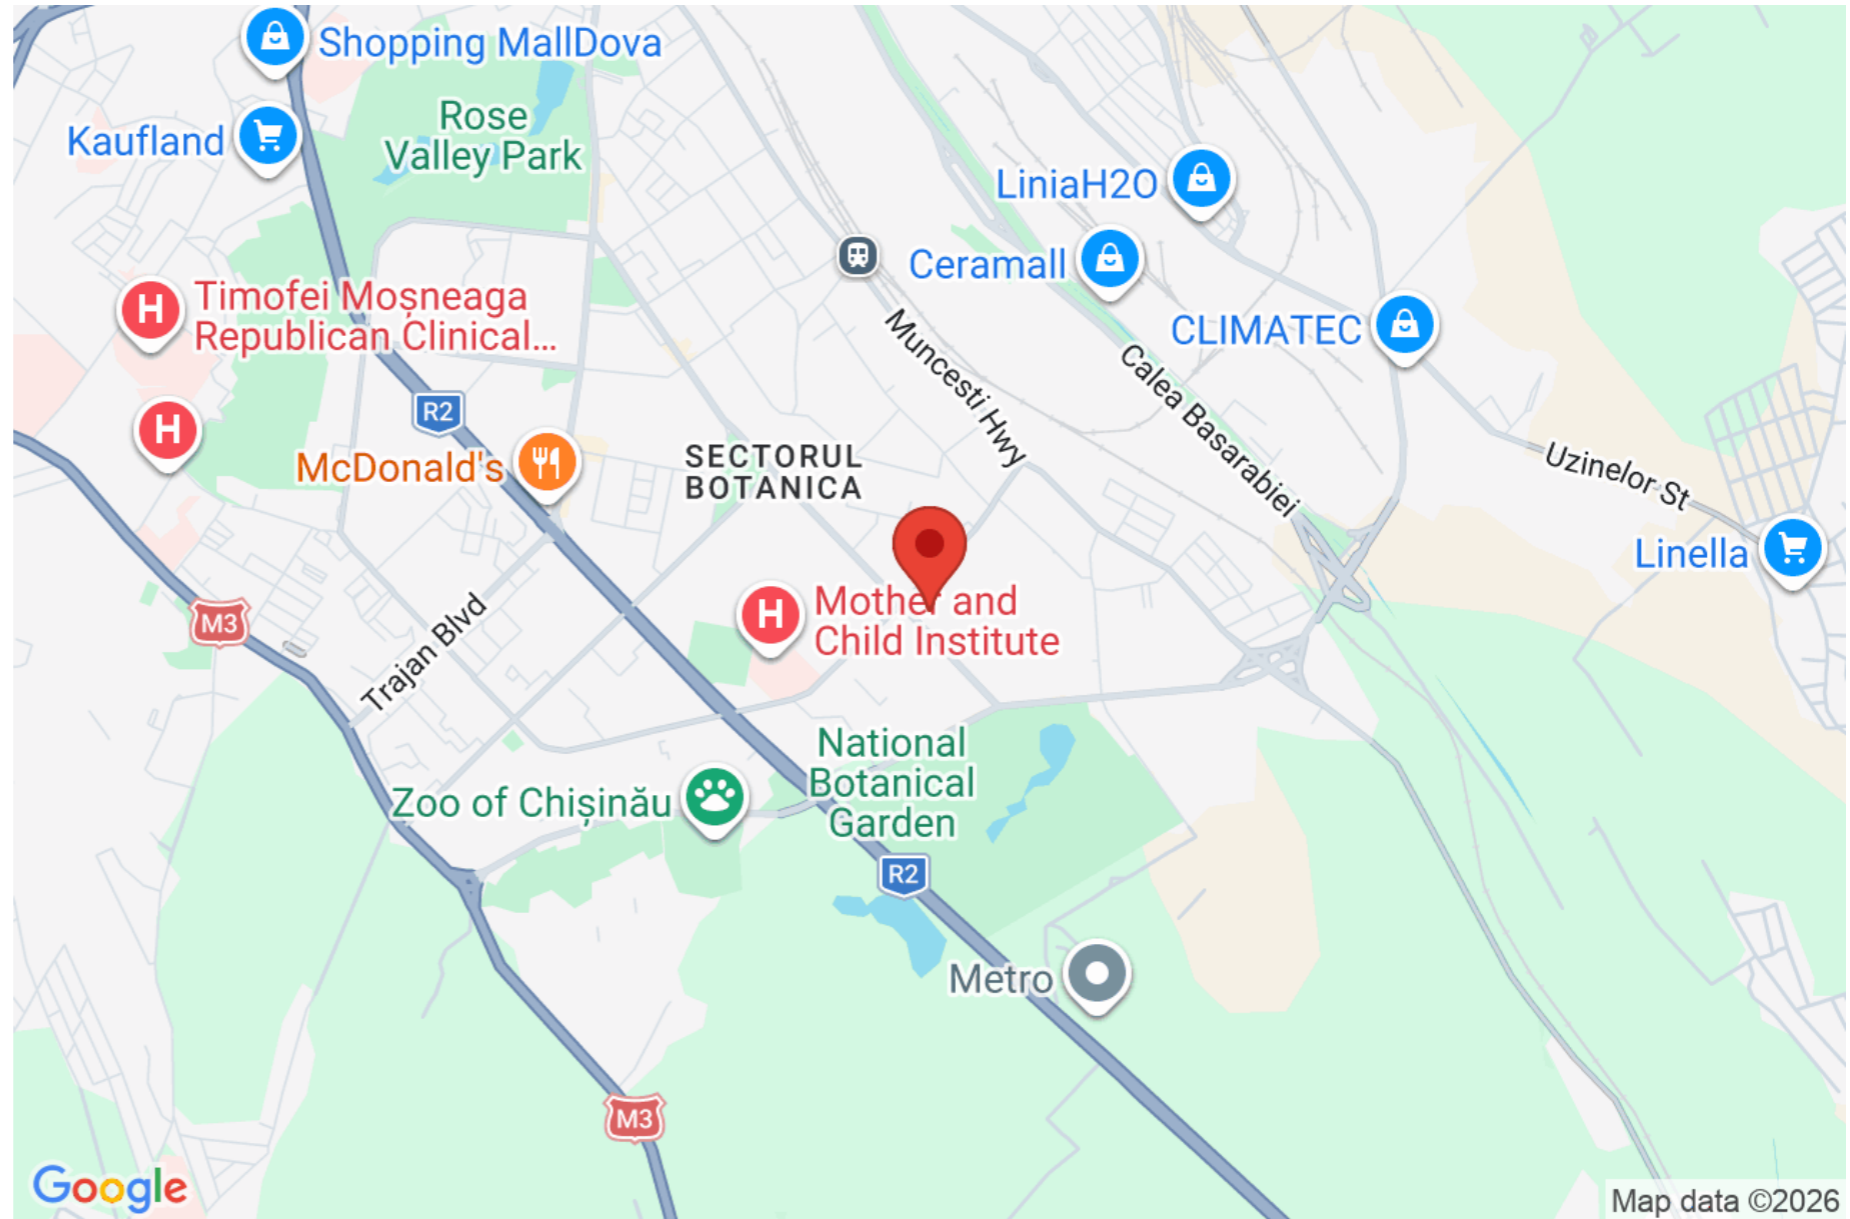 Shopping MallDova
Kaufland
Rose
Valley Park
LiniaH2O
Ceramall
CLIMATEC
Timofei Moșneaga
Republican Clinical...
H
H
R2
McDonald's
Muncesti Hwy
Calea Basarabiei
SECTORUL
BOTANICA
Uzinelor St
Linella
M3
Trajan Blvd
H
Mother and
Child Institute
National
Botanical
Garden
Zoo of Chișinău
R2
Metro
M3
Google
Map data ©2026